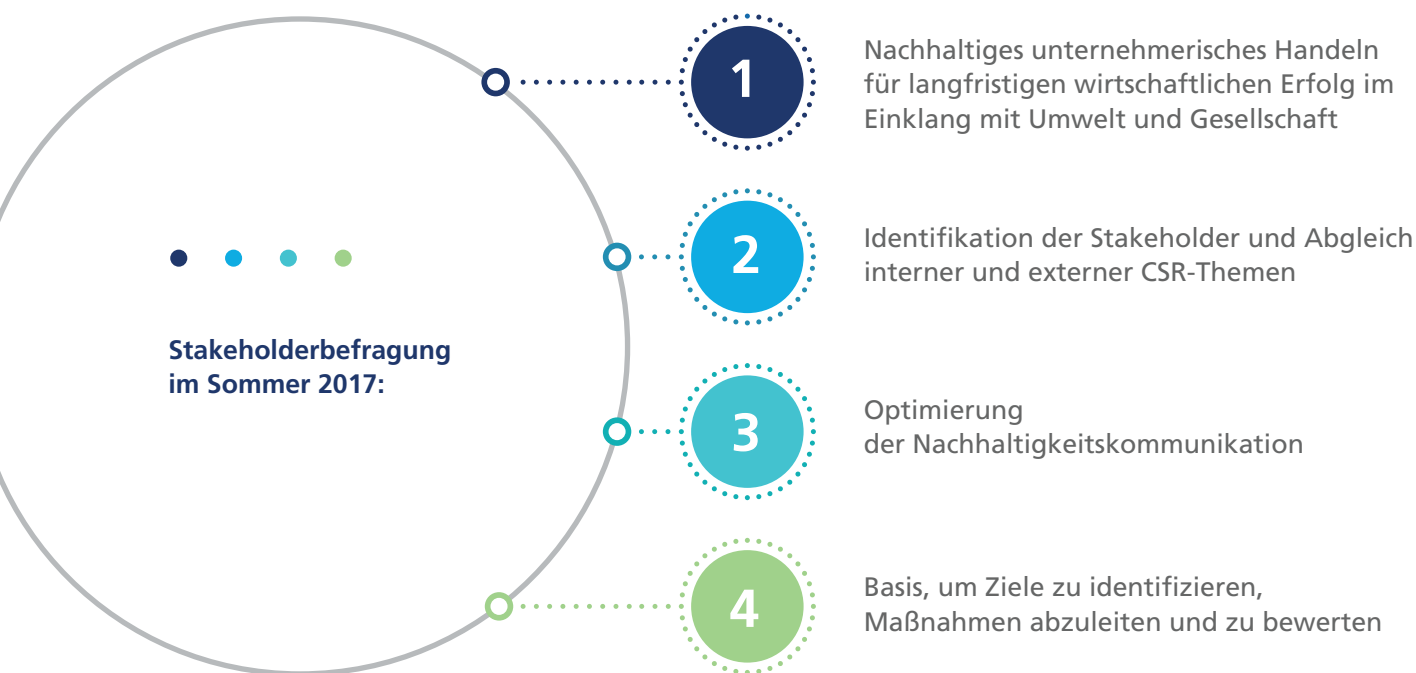 Stakeholderbefragung
im Sommer 2017:
1
Nachhaltiges unternehmerisches Handeln
für langfristigen wirtschaftlichen Erfolg im
Einklang mit Umwelt und Gesellschaft
2
Identifikation der Stakeholder und Abgleich
interner und externer CSR-Themen
3
Optimierung
der Nachhaltigkeitskommunikation
4
Basis, um Ziele zu identifizieren,
Maßnahmen abzuleiten und zu bewerten